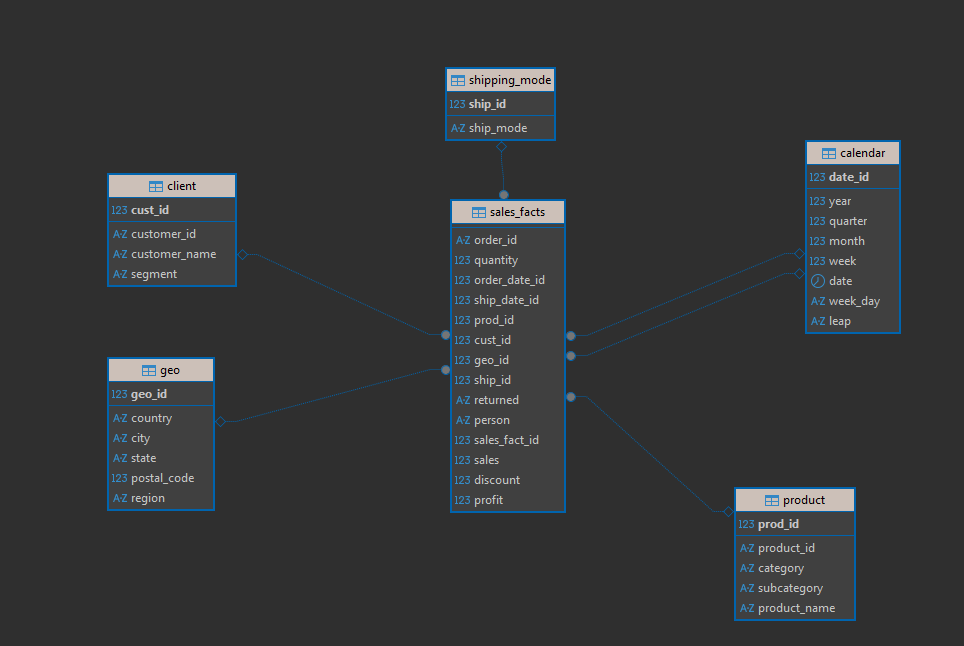 shipping_mode
123 ship_id
A-Z ship_mode
client
123 cust_id
A-Z customer_id
A-Z customer_name
A-Z segment
geo
123 geo_id
A-Z country
A-Z city
A-Z state
123 postal_code
A-Z region
sales_facts
A-Z order_id
123 quantity
123 order_date_id
123 ship_date_id
123 prod_id
123 cust_id
123 geo_id
123 ship_id
A-Z returned
A-Z person
123 sales_fact_id
123 sales
123 discount
123 profit
calendar
123 date_id
123 year
123 quarter
123 month
123 week
date
A-Z week_day
A-Z leap
product
123 prod_id
A-Z product_id
A-Z category
A-Z subcategory
A-Z product_name